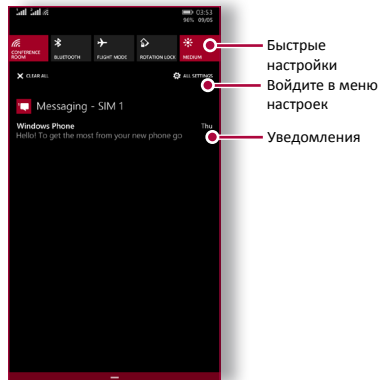 03:53
96% 09/05
CONFERENCE ROOM
BLUETOOTH
FLIGHT MODE
ROTATION LOCK
MEDIUM
Быстрые
настройки
CLEAR ALL
ALL SETTINGS
Войдите в меню
настроек
Messaging - SIM 1
Windows Phone
Thu
Hello! To get the most from your new phone go
Уведомления